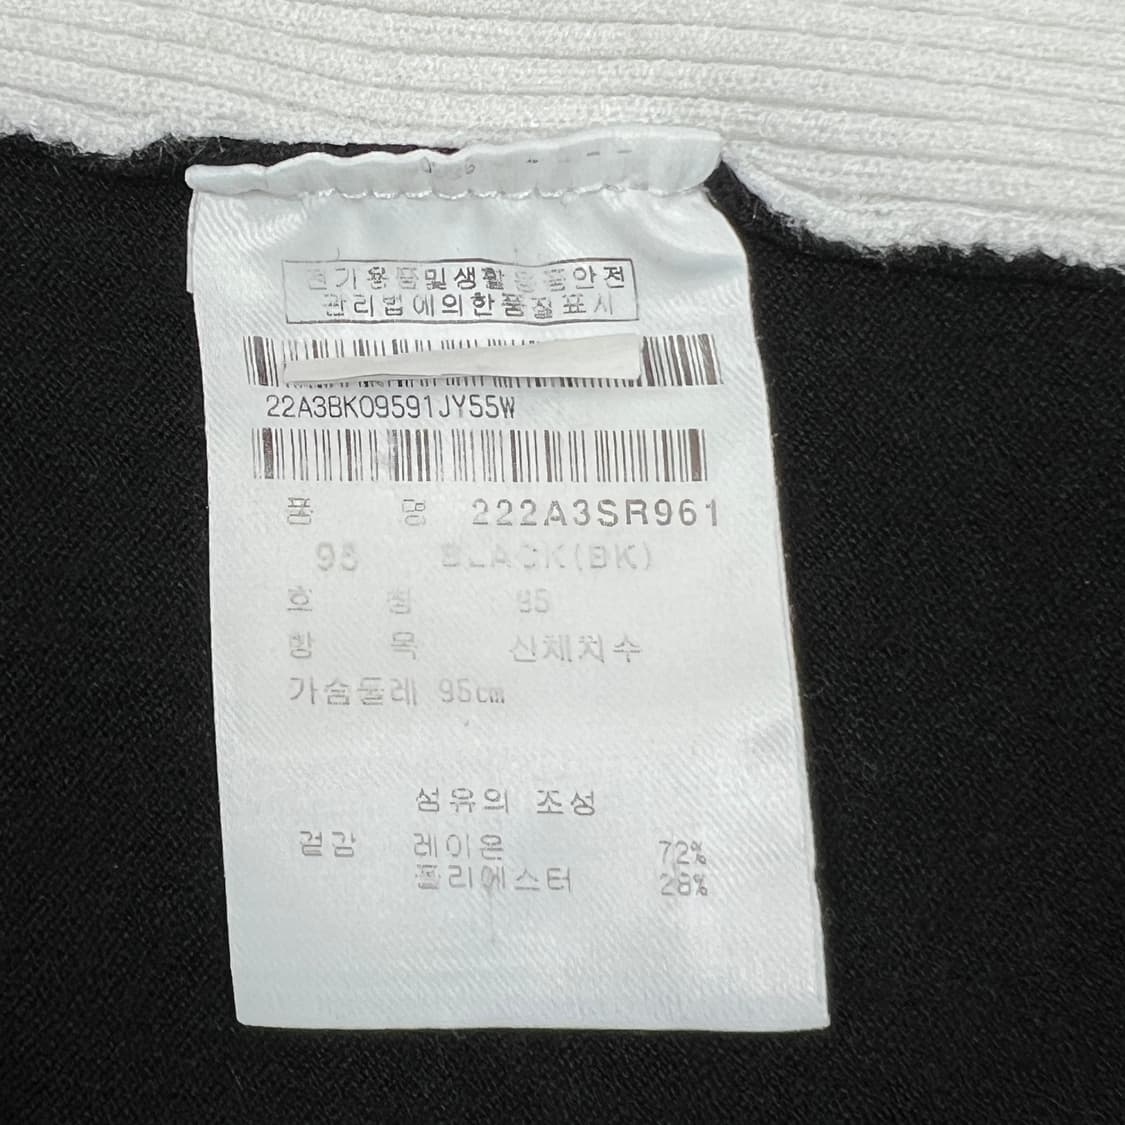 전기용품및생활용품안전
관리법에의한품질표시
22A3BK09591JY55W
품 명 222A3SR961
95 BLACK(BK)
호 칭 95
항 목 신체치수
가슴둘레 95cm
섬유의 조성
겉감 레이온 72%
폴리에스터 28%